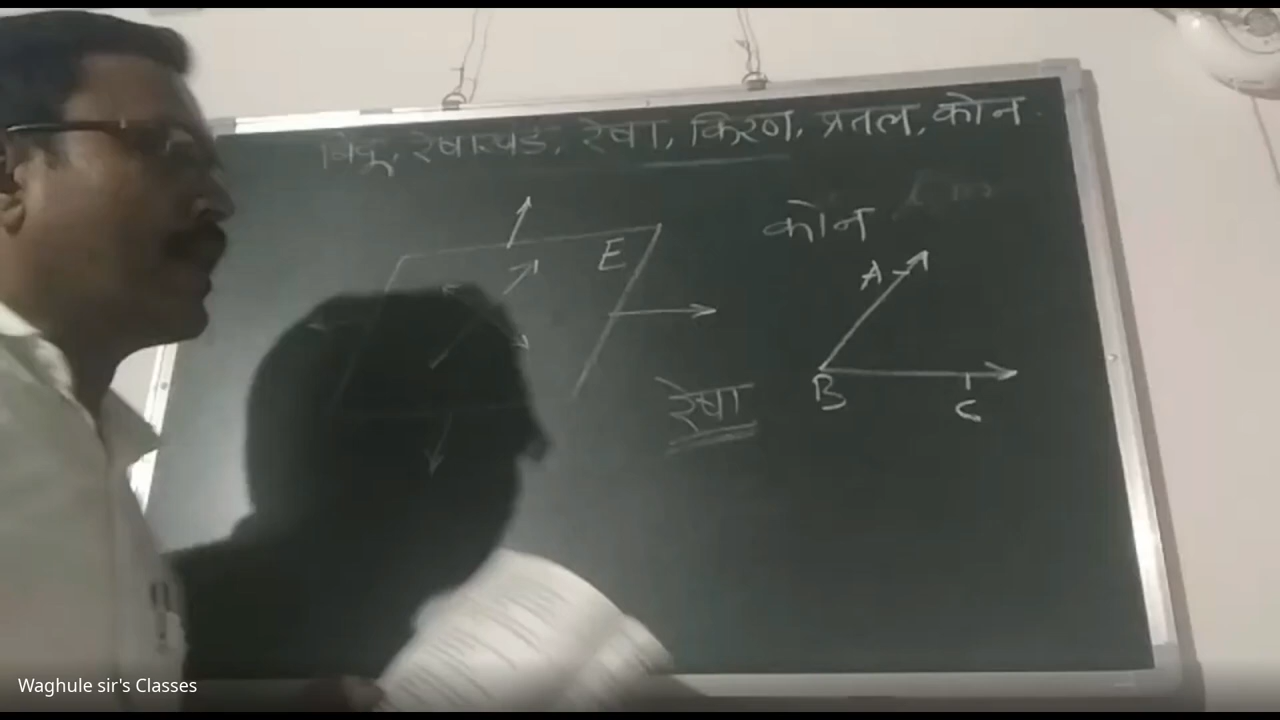 बिंदू, रेषाखंड, रेषा, किरण, प्रतल, कोन.
कोन
E
A
रेषा
B
C
Waghule sir's Classes